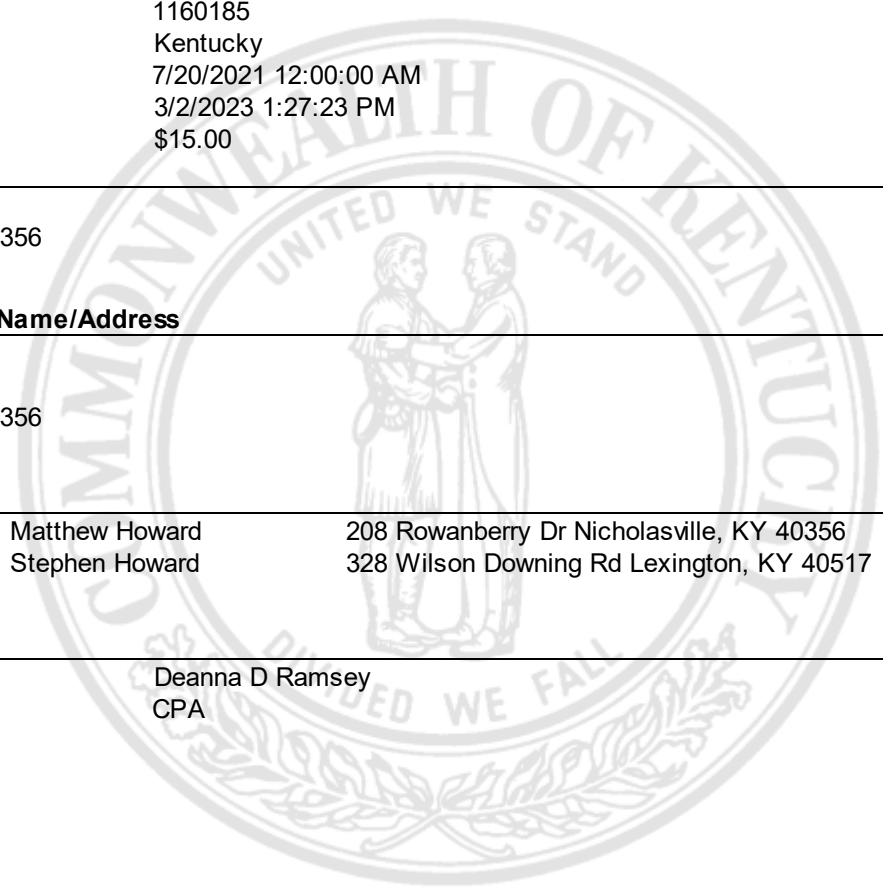 1160185
Kentucky
7/20/2021 12:00:00 AM
3/2/2023 1:27:23 PM
$15.00
356
Name/Address
356
Matthew Howard 208 Rowanberry Dr Nicholasville, KY 40356
Stephen Howard 328 Wilson Downing Rd Lexington, KY 40517
Deanna D Ramsey
CPA
COMMONWEALTH OF KENTUCKY
UNITED WE STAND
DIVIDED WE FALL